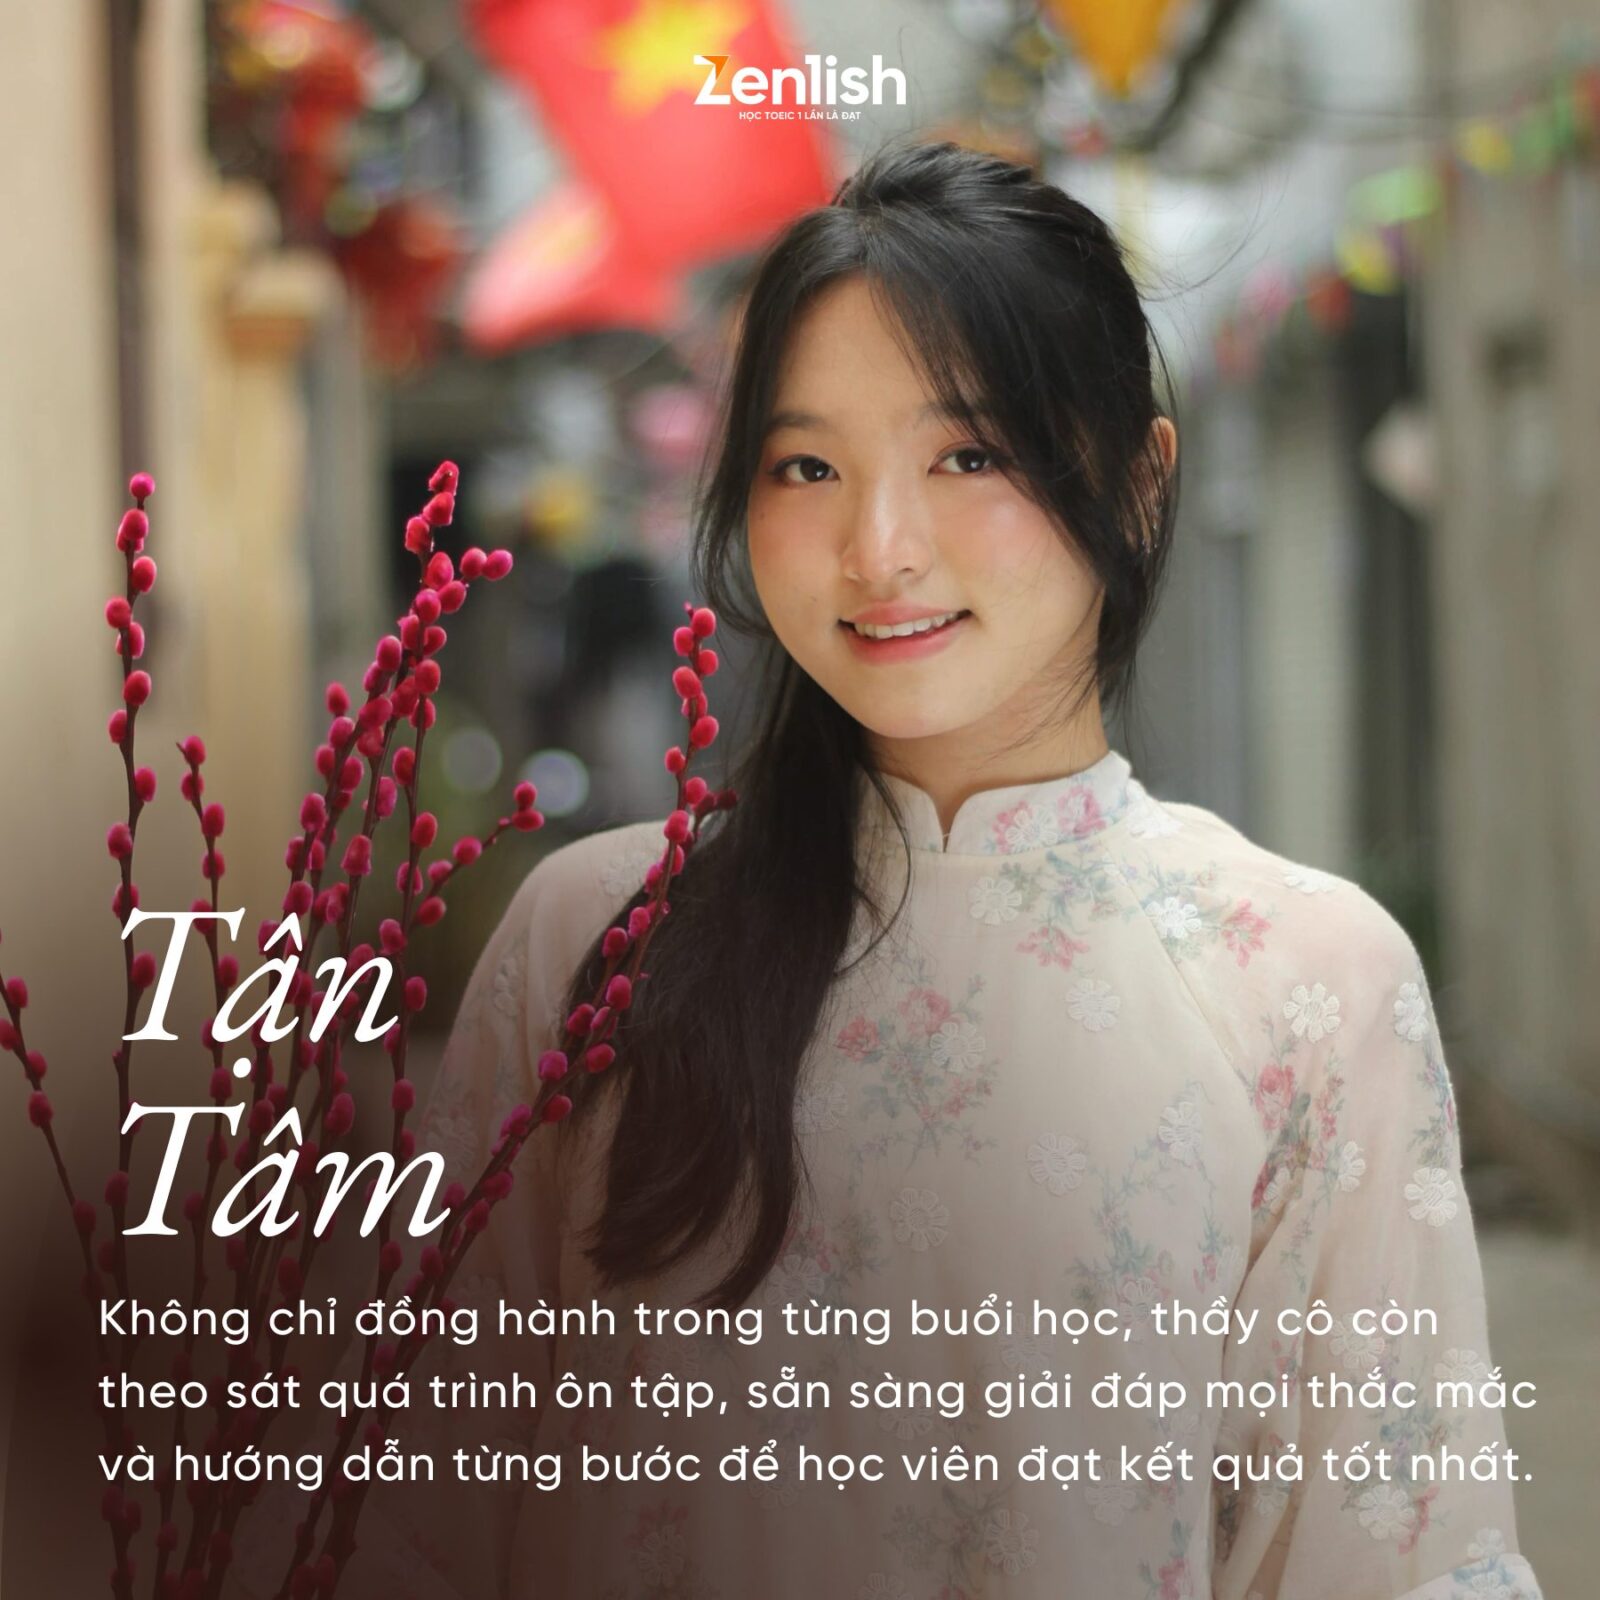 Zenlish
HỌC TOEIC 1 LẦN LÀ ĐẠT
Tận
Tâm
Không chỉ đồng hành trong từng buổi học, thầy cô còn
theo sát quá trình ôn tập, sẵn sàng giải đáp mọi thắc mắc
và hướng dẫn từng bước để học viên đạt kết quả tốt nhất.